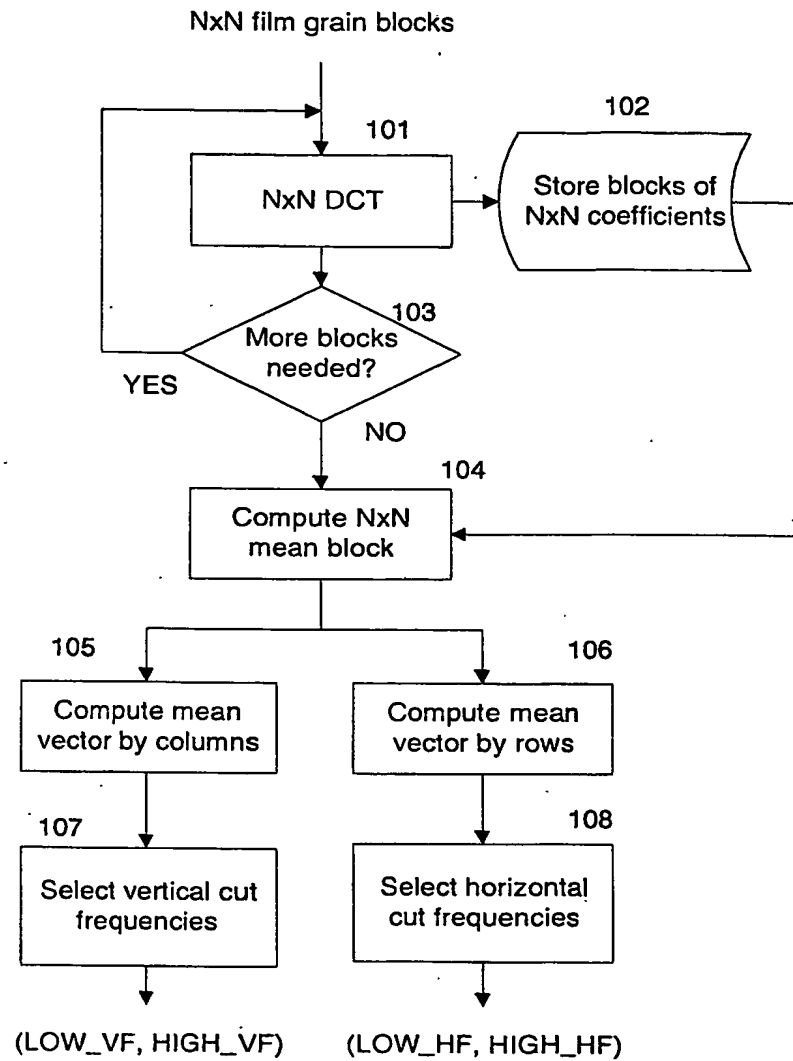 NxN film grain blocks
101
102
NxN DCT
Store blocks of
NxN coefficients
103
More blocks
needed?
YES
NO
104
Compute NxN
mean block
105
106
Compute mean
vector by columns
Compute mean
vector by rows
107
108
Select vertical cut
frequencies
Select horizontal
cut frequencies
(LOW_VF, HIGH_VF)
(LOW_HF, HIGH_HF)